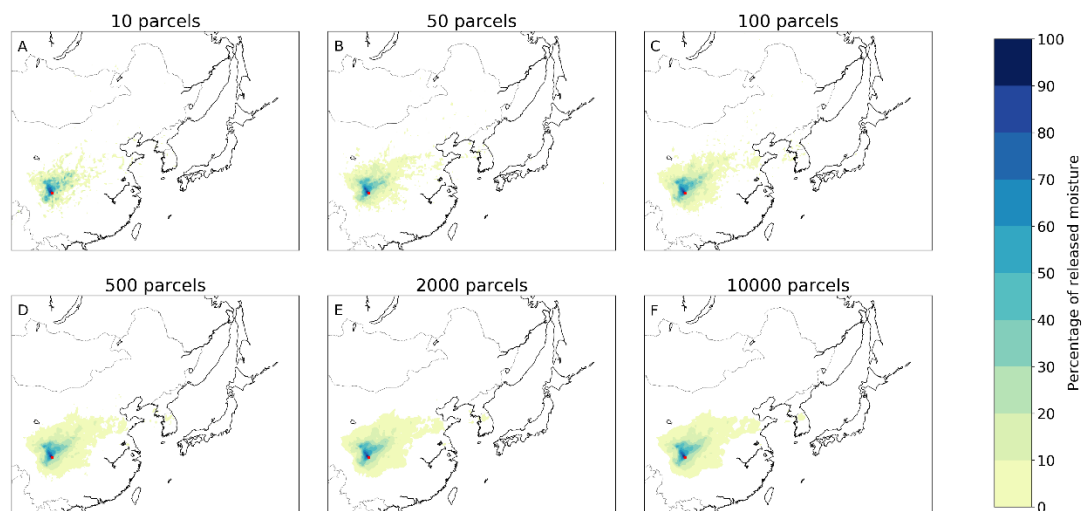 10 parcels
50 parcels
100 parcels
A
B
C
500 parcels
2000 parcels
10000 parcels
D
E
F
100
90
80
70
60
50
40
30
20
10
0
Percentage of released moisture